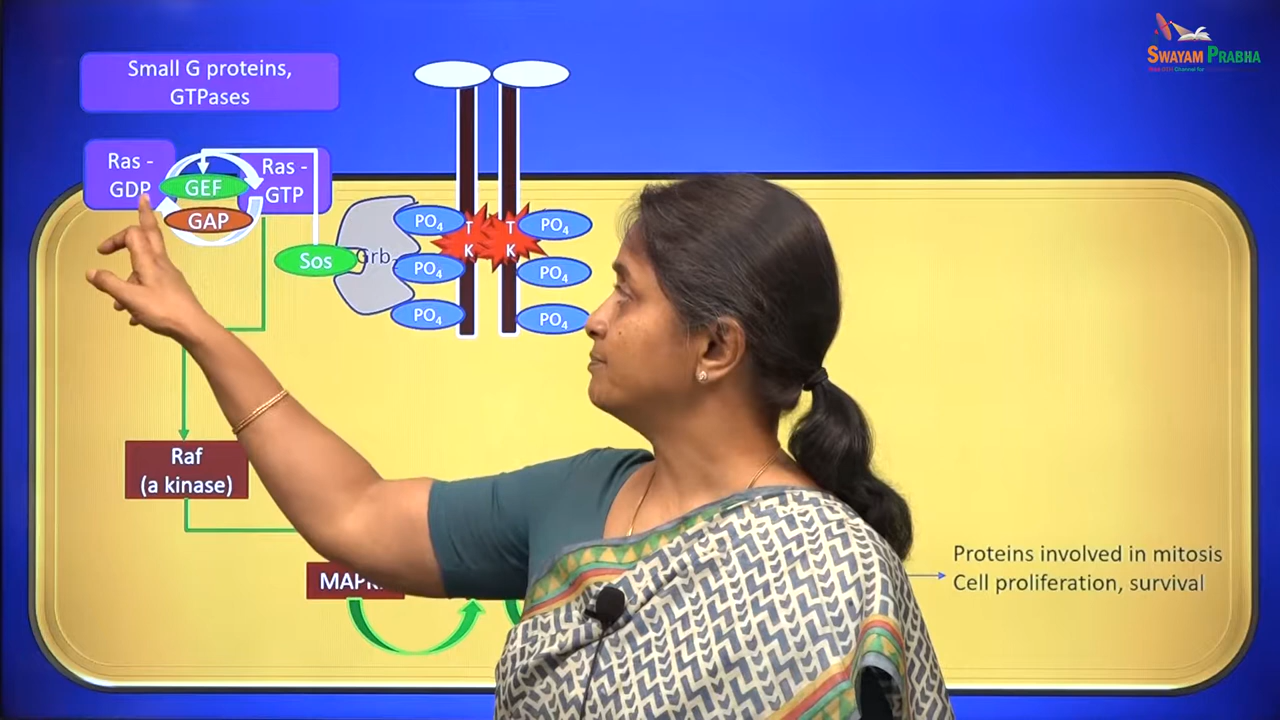 SWAYAM PRABHA
Small G proteins,
GTPases
Ras -
GDP
GEF
GAP
Ras -
GTP
Sos
Grb2
PO4
PO4
PO4
T
K
T
K
PO4
PO4
PO4
Raf
(a kinase)
Proteins involved in mitosis
Cell proliferation, survival